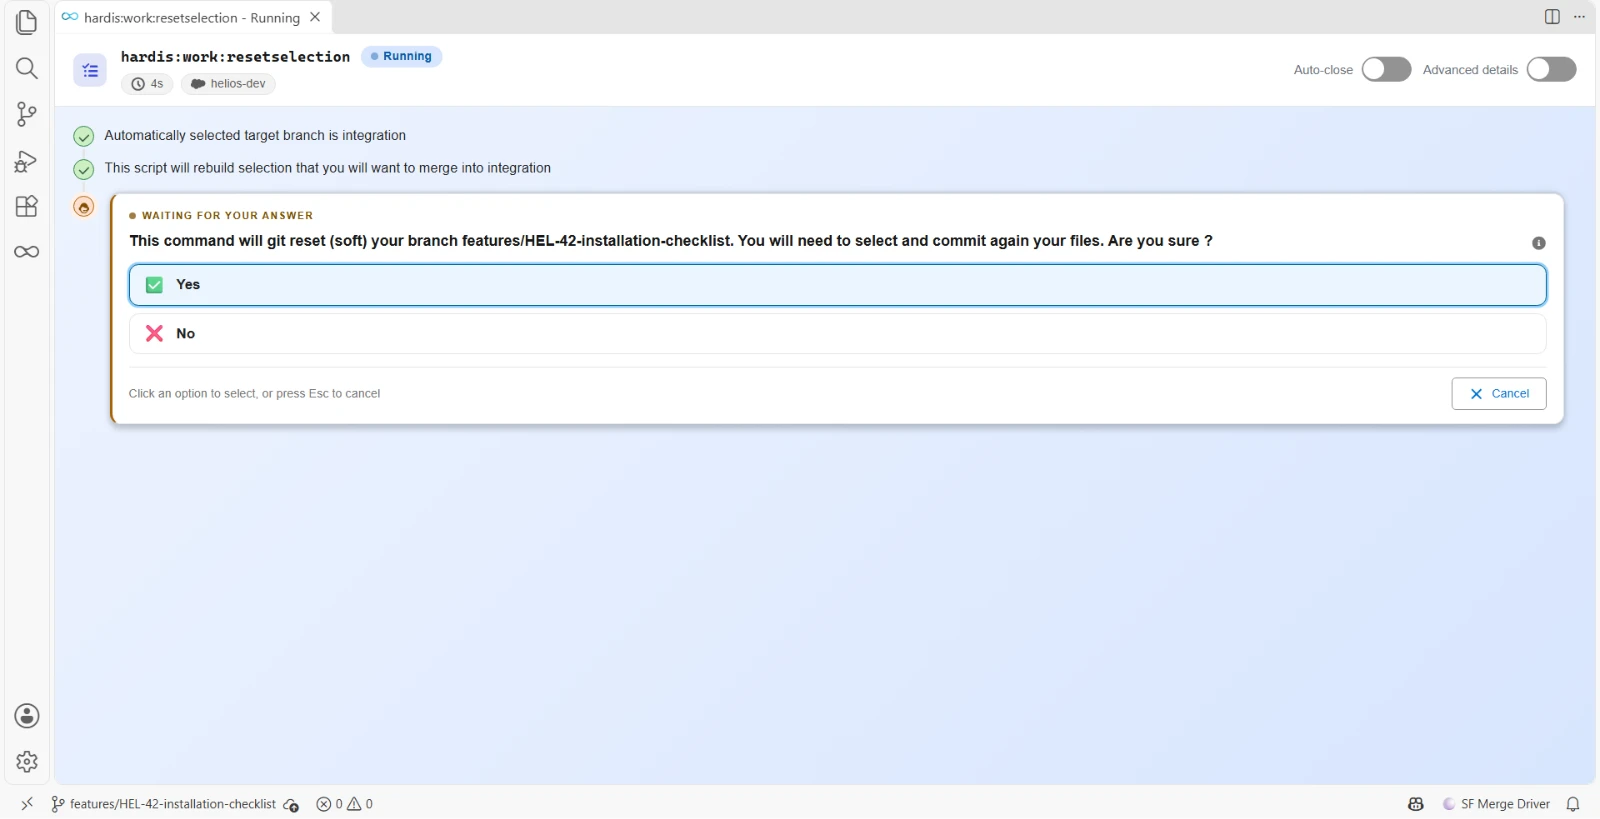 hardis:work:resetselection - Running
hardis:work:resetselection
Running
4s
helios-dev
Auto-close
Advanced details
Automatically selected target branch is integration
This script will rebuild selection that you will want to merge into integration
WAITING FOR YOUR ANSWER
This command will git reset (soft) your branch features/HEL-42-installation-checklist. You will need to select and commit again your files. Are you sure ?
Yes
No
Click an option to select, or press Esc to cancel
Cancel
features/HEL-42-installation-checklist
0
0
SF Merge Driver